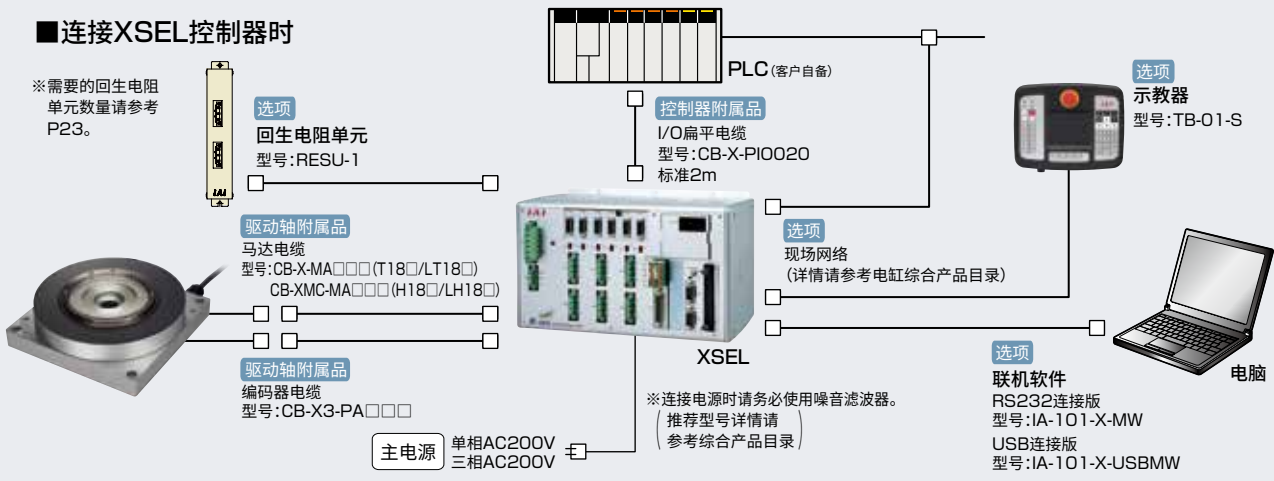 ■连接XSEL控制器时
※需要的回生电阻
单元数量请参考
P23。
选项
回生电阻单元
型号:RESU-1
IAI
PLC(客户自备)
控制器附属品
I/O扁平电缆
型号:CB-X-PIO020
标准2m
选项
示教器
型号:TB-01-S
驱动轴附属品
马达电缆
型号:CB-X-MA□□□(T18□/LT18□)
CB-XMC-MA□□□(H18□/LH18□)
IAI
选项
现场网络
(详情请参考电缸综合产品目录)
驱动轴附属品
编码器电缆
型号:CB-X3-PA□□□
XSEL
※连接电源时请务必使用噪音滤波器。
(推荐型号详情请
参考综合产品目录)
主电源
单相AC200V
三相AC200V
选项
联机软件
RS232连接版
型号:IA-101-X-MW
USB连接版
型号:IA-101-X-USBMW
电脑